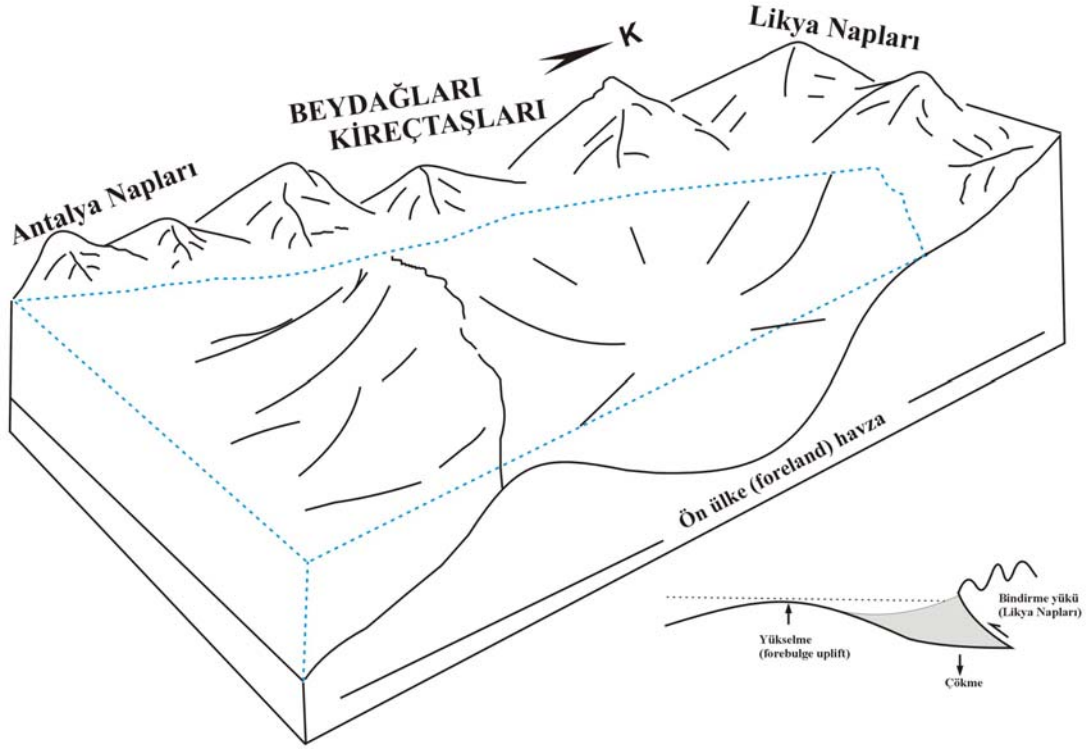 Likya Napları
K
BEYDAĞLARI
KİREÇTAŞLARI
Antalya Napları
Ön ülke (foreland) havza
Bindirme yükü
(Likya Napları)
Yükselme
(forebulge uplift)
Çökme